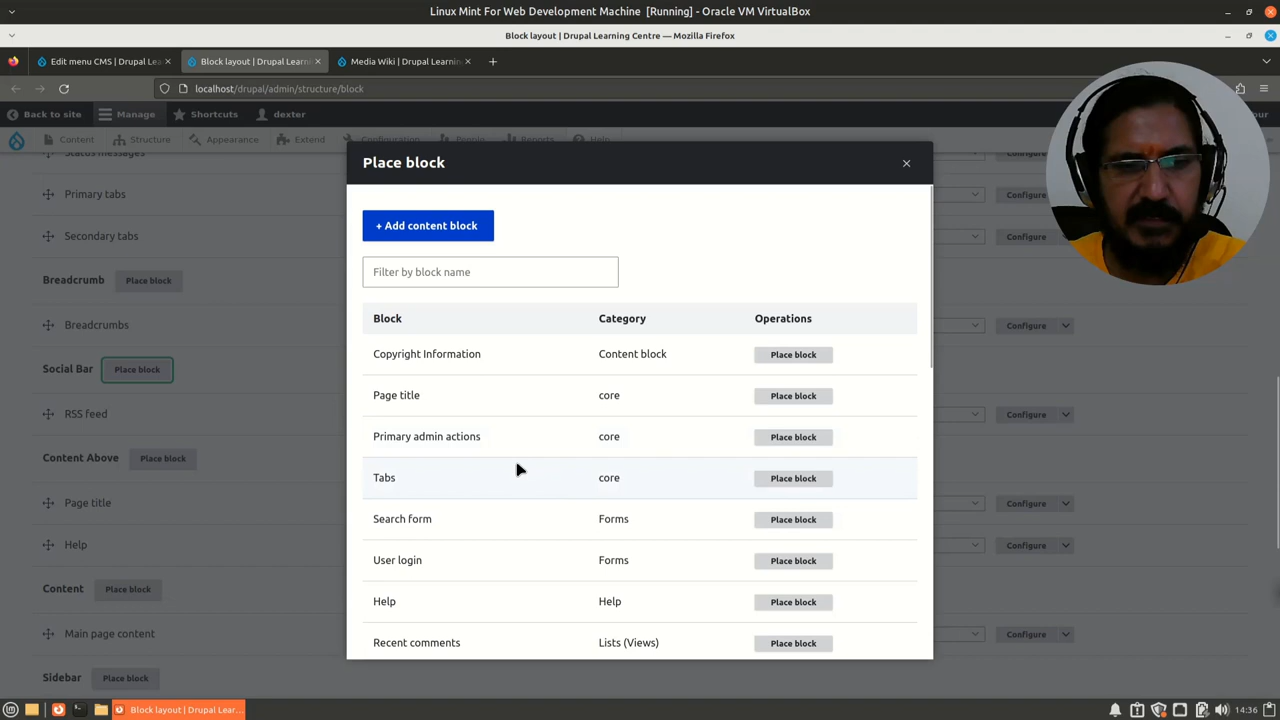 Linux Mint For Web Development Machine [Running] - Oracle VM VirtualBox
Block layout | Drupal Learning Centre — Mozilla Firefox
Edit menu CMS | Drupal Lea
Block layout | Drupal Learni
Media Wiki | Drupal Learnin
localhost/drupal/admin/structure/block
Back to site
Manage
Shortcuts
dexter
Content
Structure
Appearance
Extend
Configuration
People
Reports
Help
Status messages
Primary tabs
Configure
Secondary tabs
Configure
Breadcrumb
Place block
Breadcrumbs
Configure
Social Bar
Place block
RSS feed
Configure
Content Above
Place block
Page title
Configure
Help
Configure
Content
Place block
Main page content
Configure
Sidebar
Place block
Place block
+ Add content block
Filter by block name
Block Category Operations
Copyright Information Content block Place block
Page title core Place block
Primary admin actions core Place block
Tabs core Place block
Search form Forms Place block
User login Forms Place block
Help Help Place block
Recent comments Lists (Views) Place block
Block layout | Drupal Lear...
14:36